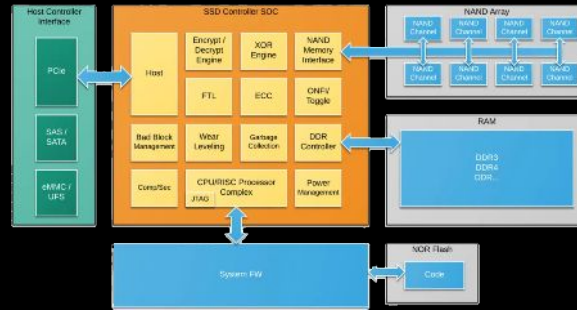 Host Controller
Interface
PCIe
SAS /
SATA
eMMC /
UFS
SSD Controller SOC
Host
Encrypt /
Decrypt
Engine
XOR
Engine
NAND
Memory
Interface
FTL
ECC
ONFI/
Toggle
Bad Block
Management
Wear
Leveling
Garbage
Collection
DDR
Controller
Comp/Sec
CPU/RISC Processor
Complex
JTAG
Power
Management
NAND Array
NAND
Channel
NAND
Channel
NAND
Channel
NAND
Channel
NAND
Channel
NAND
Channel
NAND
Channel
NAND
Channel
RAM
DDR3
DDR4
DDR...
System FW
NOR Flash
Code